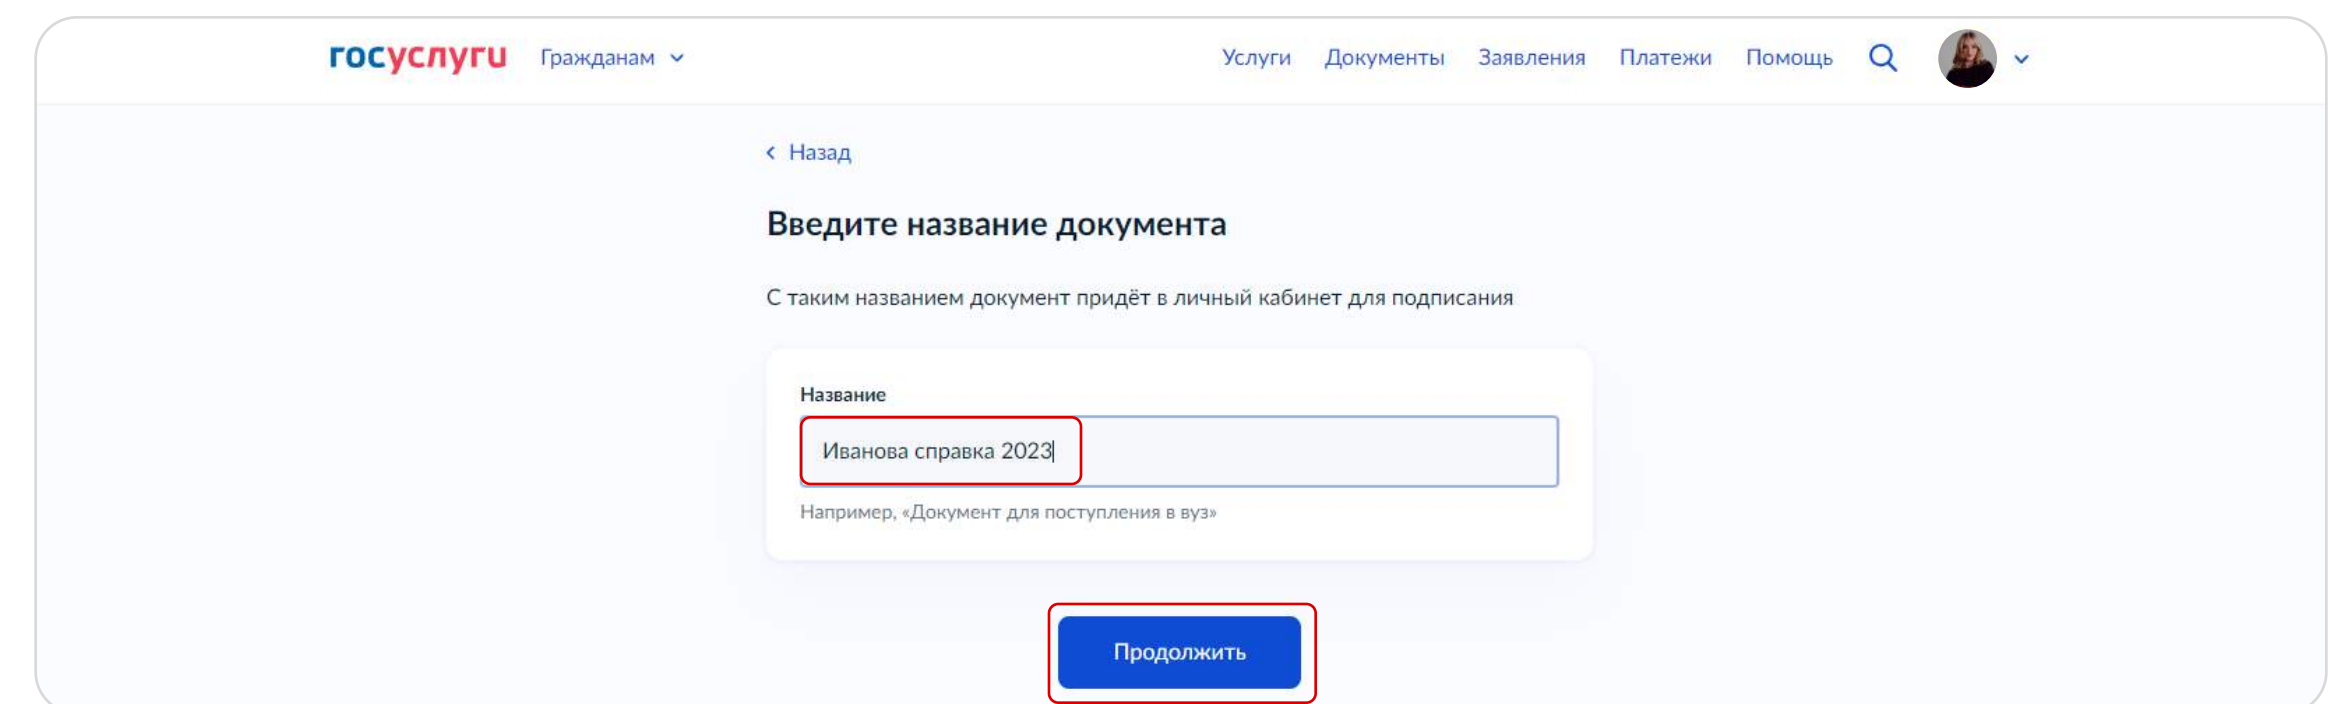 госуслуги Гражданам Услуги Документы Заявления Платежи Помощь
Назад
Введите название документа
С таким названием документ придёт в личный кабинет для подписания
Название
Иванова справка 2023
Например, «Документ для поступления в вуз»
Продолжить